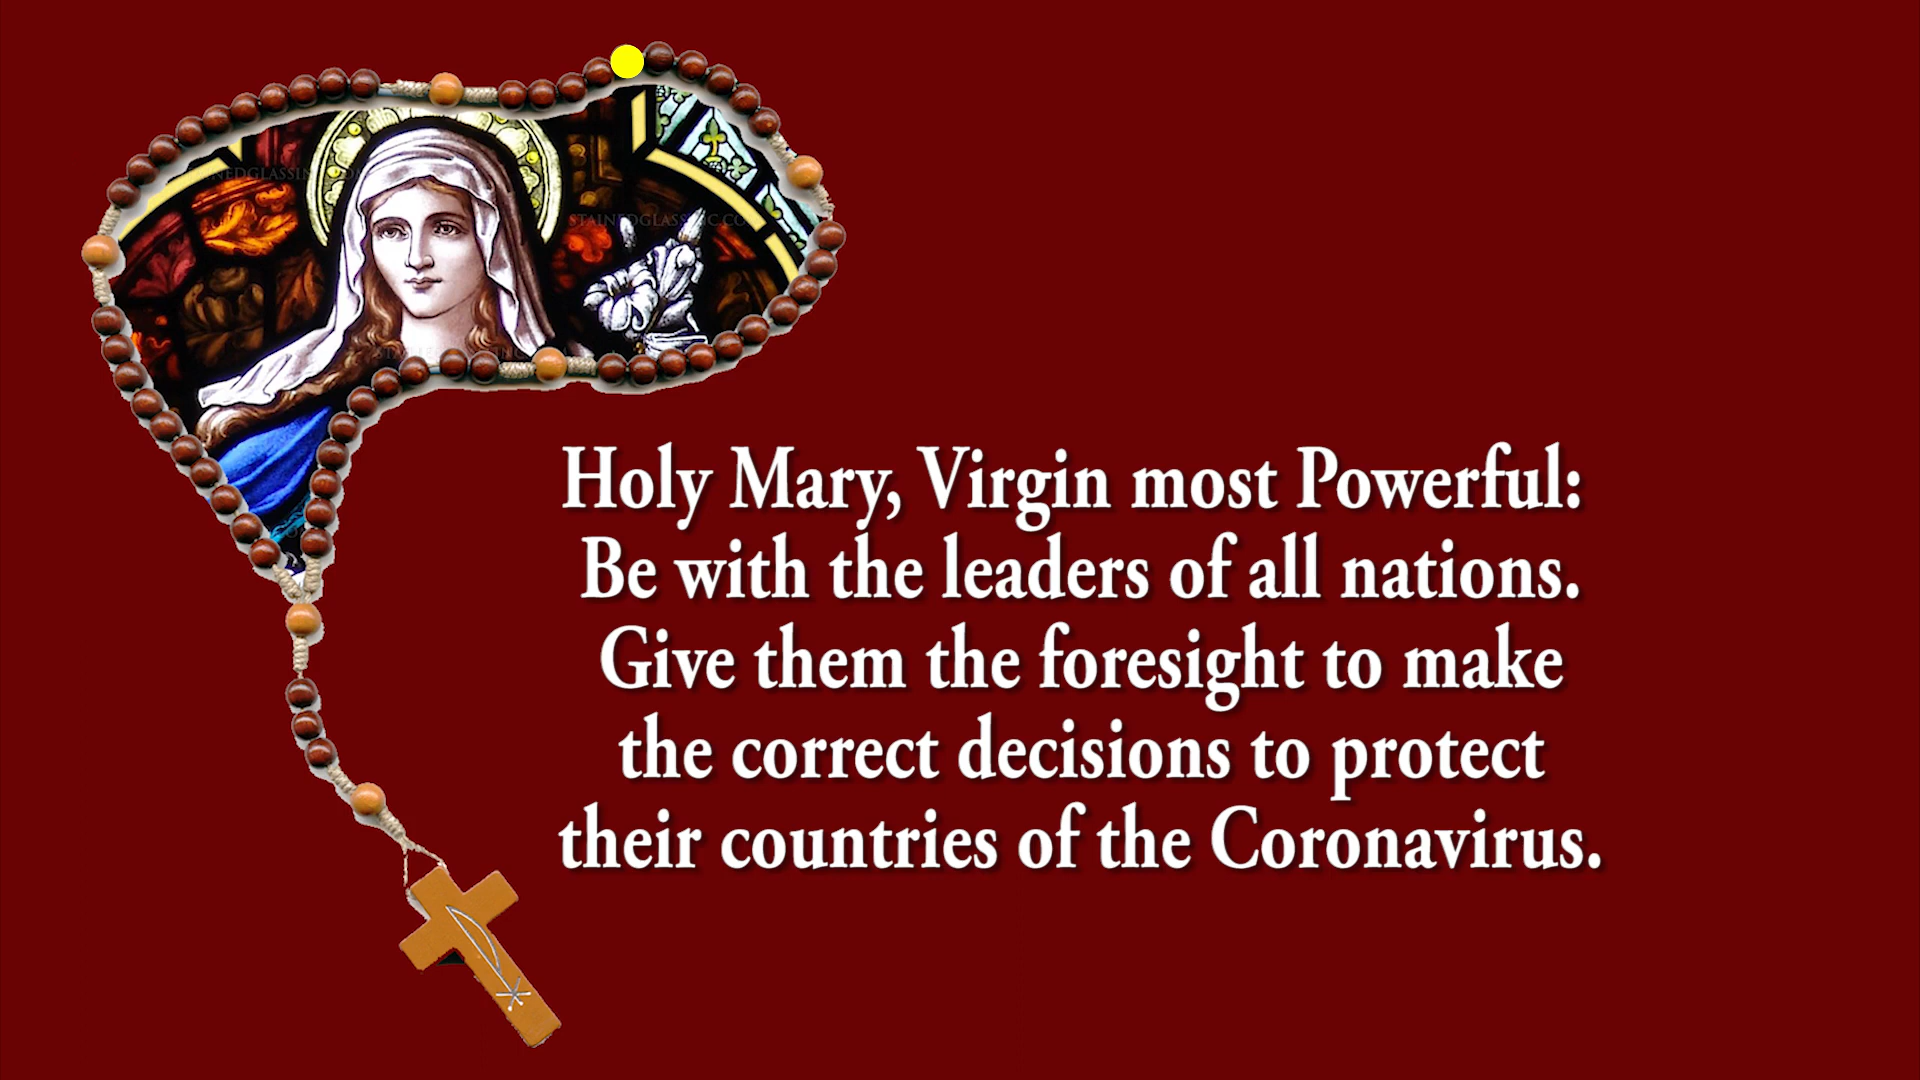 Holy Mary, Virgin most Powerful:
Be with the leaders of all nations.
Give them the foresight to make
the correct decisions to protect
their countries of the Coronavirus.